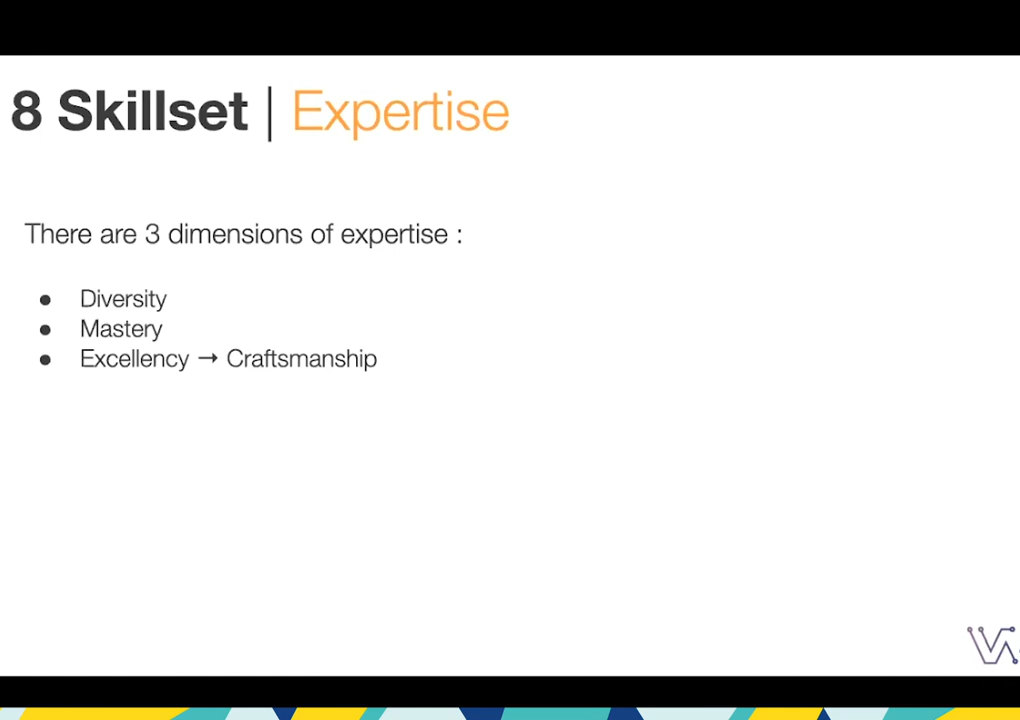 8 Skillset | Expertise
There are 3 dimensions of expertise :
● Diversity
● Mastery
● Excellency → Craftsmanship